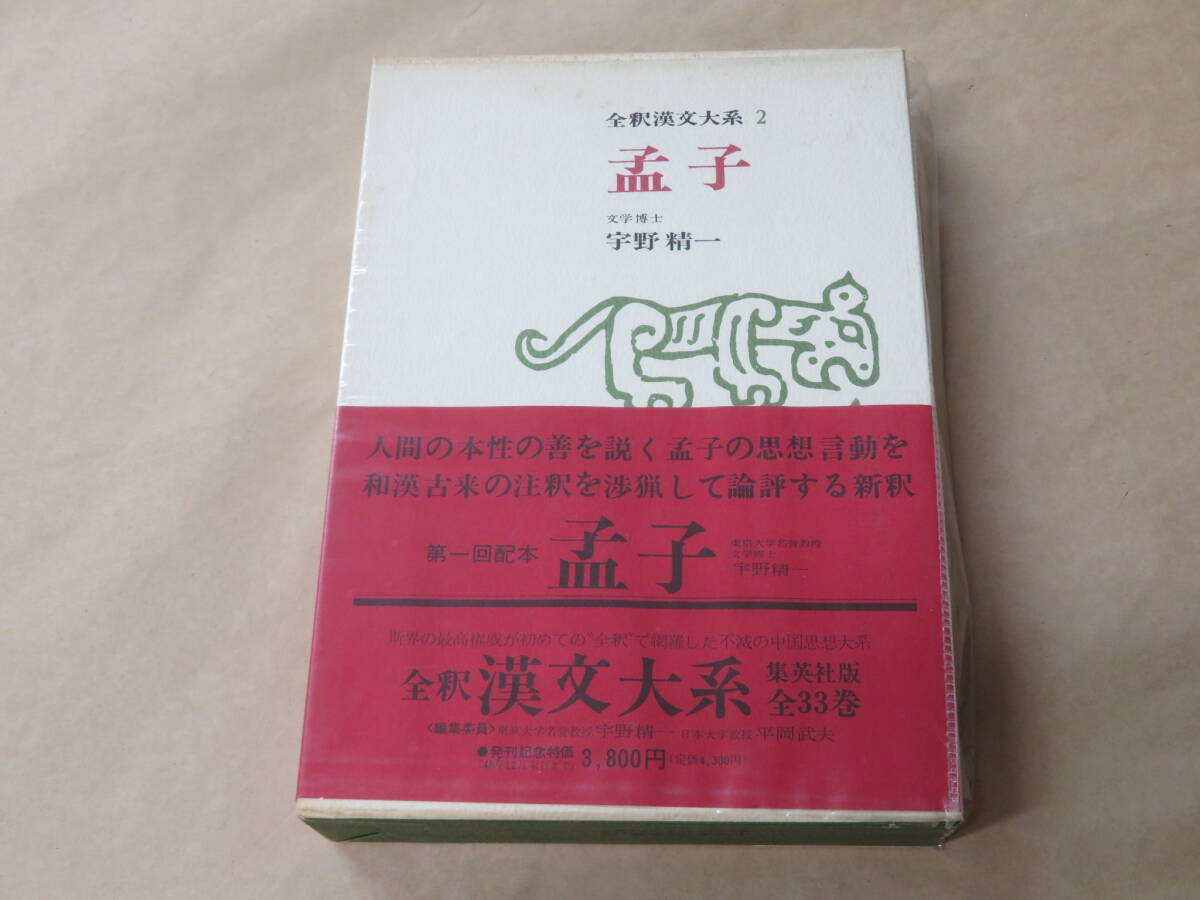 全釈漢文大系 2
孟子
文学博士
宇野精一
人間の本性の善を説く孟子の思想言動を
和漢古来の注釈を渉猟して論評する新釈
第一回配本 孟子 東京大学名誉教授
文学博士
宇野精一
斯界の最高権威が初めての"全釈"で網羅した不滅の中国思想大系
全釈 漢文大系 集英社版
全33巻
〈編集委員〉東京大学名誉教授 宇野精一 日本大学教授 平岡武夫
●発刊記念特価 3,800円(定価4,300円)